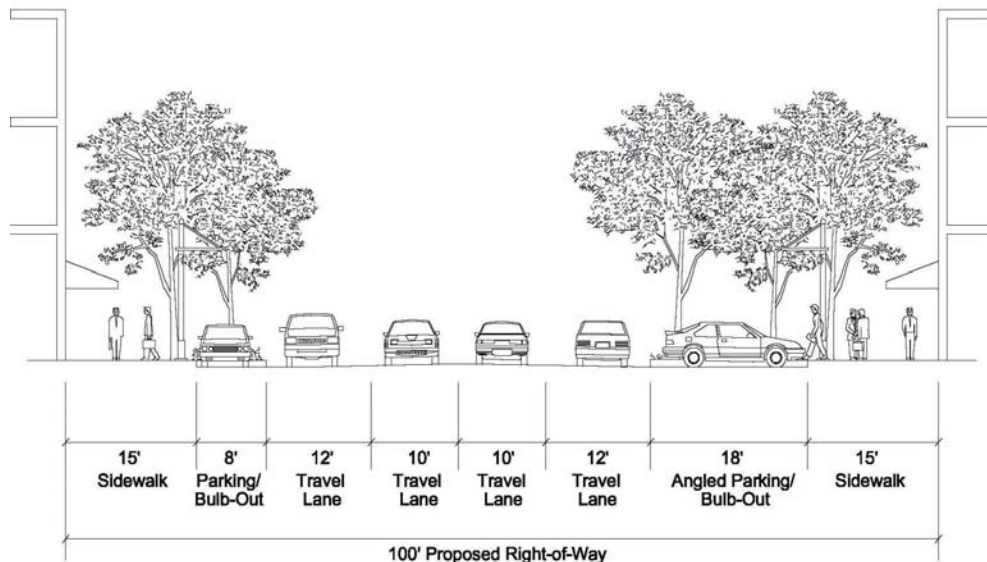 15' 8' 12' 10' 10' 12' 18' 15'
Sidewalk Parking/ Travel Travel Travel Travel Angled Parking/ Sidewalk
Bulb-Out Lane Lane Lane Lane Bulb-Out
100' Proposed Right-of-Way